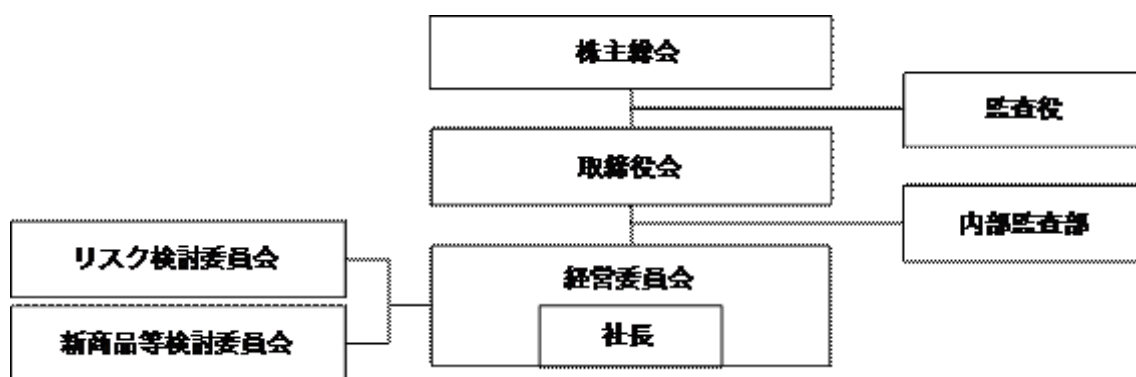 株主総会
監査役
取締役会
内部監査部
リスク検討委員会
経営委員会
新商品等検討委員会
社長